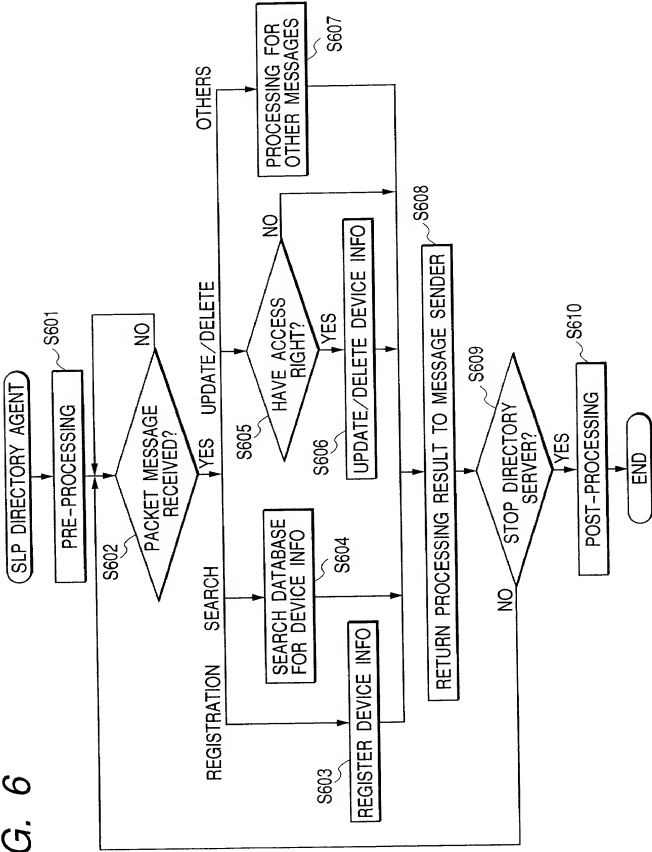 G. 6
SLP DIRECTORY AGENT
PRE-PROCESSING
S601
S602
PACKET MESSAGE
RECEIVED?
NO
YES
REGISTRATION
SEARCH
UPDATE/DELETE
OTHERS
S603
REGISTER DEVICE INFO
SEARCH DATABASE
FOR DEVICE INFO
S604
S605
HAVE ACCESS
RIGHT?
NO
YES
S606
UPDATE/DELETE DEVICE INFO
PROCESSING FOR
OTHER MESSAGES
S607
RETURN PROCESSING RESULT TO MESSAGE SENDER
S608
STOP DIRECTORY
SERVER?
S609
NO
YES
POST-PROCESSING
S610
END